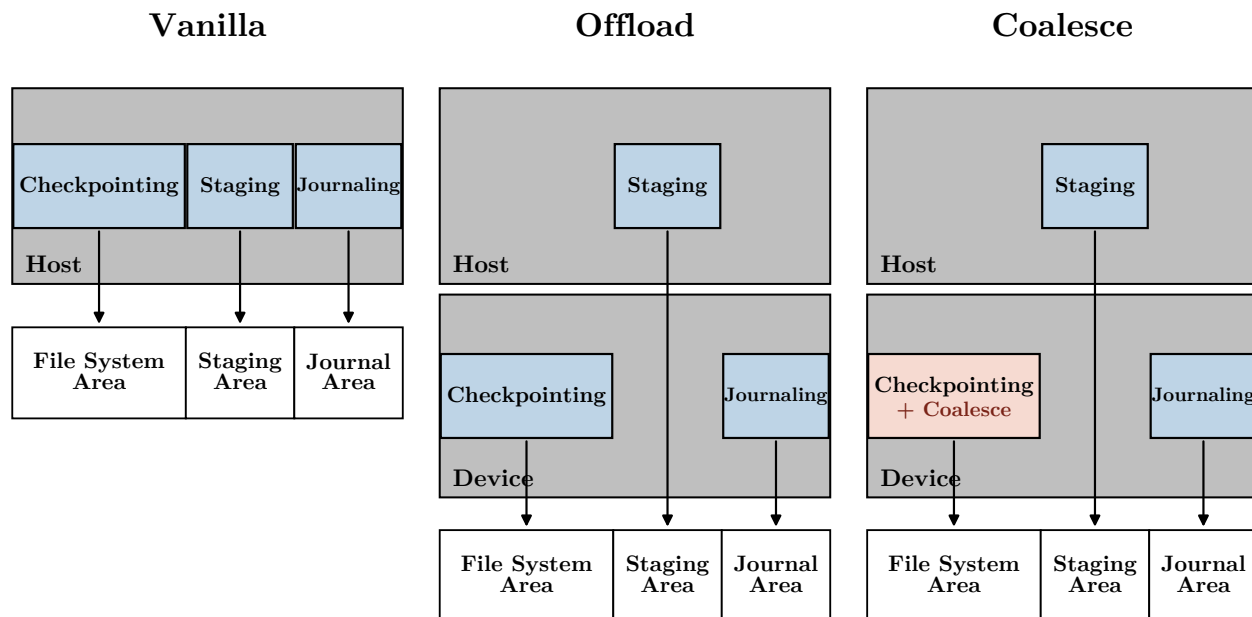 Vanilla
Offload
Coalesce
Checkpointing
Staging
Journaling
Host
File System
Area
Staging
Area
Journal
Area
Staging
Host
Checkpointing
Journaling
Device
File System
Area
Staging
Area
Journal
Area
Staging
Host
Checkpointing
+ Coalesce
Journaling
Device
File System
Area
Staging
Area
Journal
Area